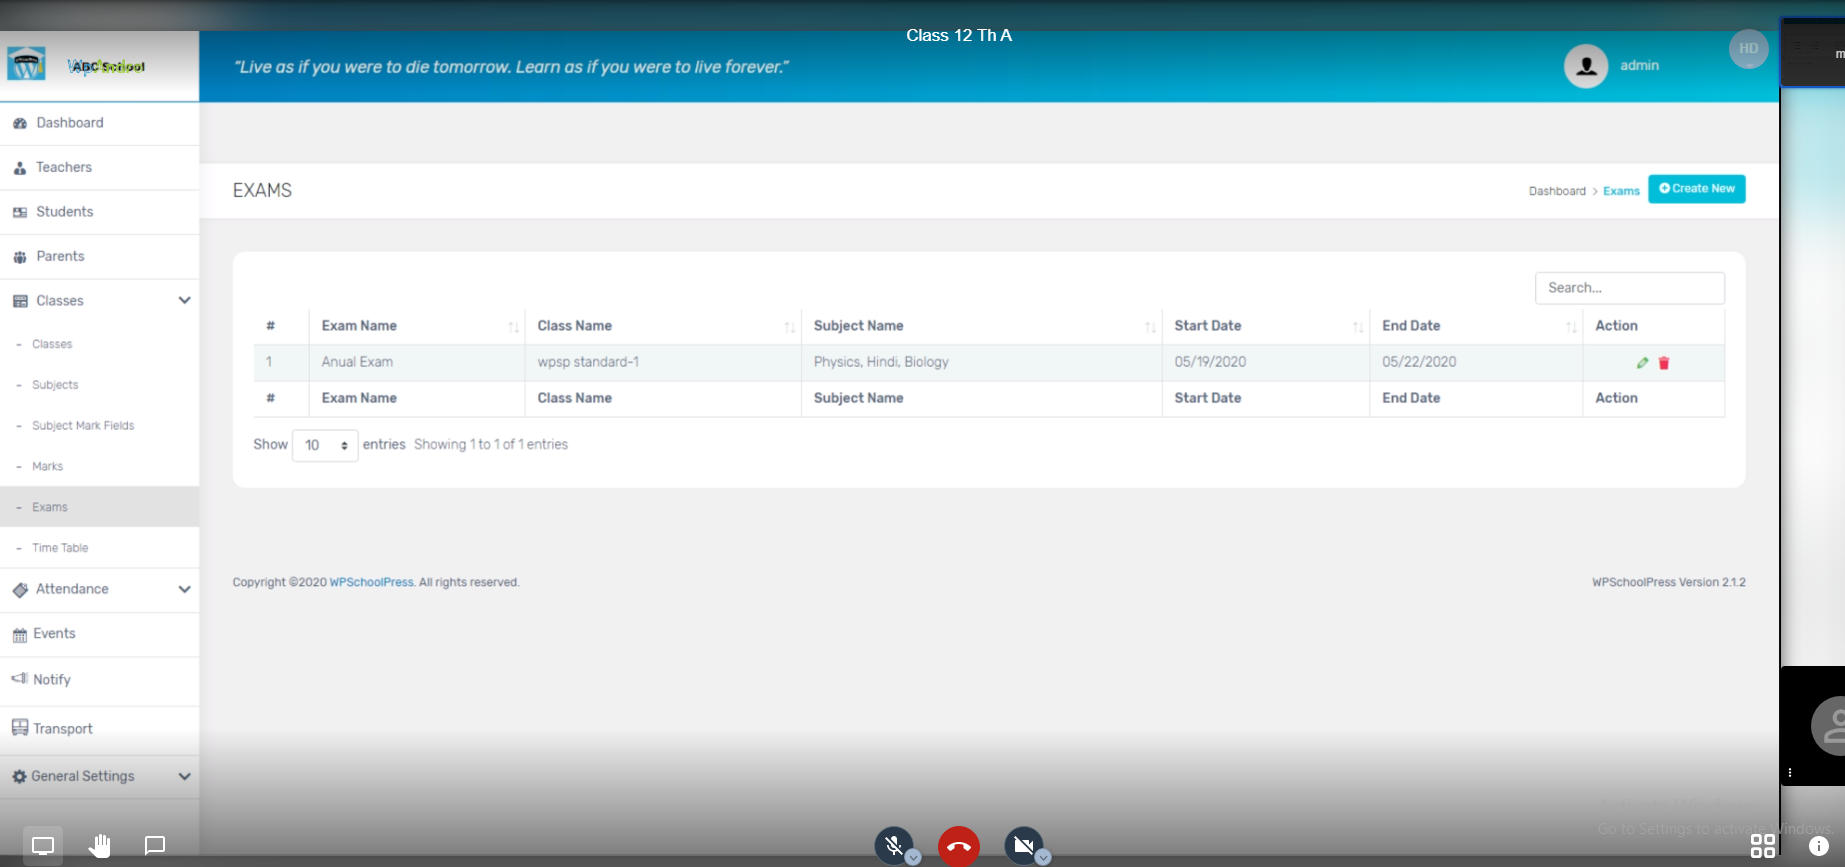 Class 12 Th A
ABC School
"Live as if you were to die tomorrow. Learn as if you were to live forever."
admin
HD
m
Dashboard
Teachers
Students
Parents
Classes
- Classes
- Subjects
- Subject Mark Fields
- Marks
- Exams
- Time Table
Attendance
Events
Notify
Transport
General Settings
EXAMS
Dashboard > Exams Create New
Search...
# Exam Name Class Name Subject Name Start Date End Date Action
1 Anual Exam wpsp standard-1 Physics, Hindi, Biology 05/19/2020 05/22/2020
# Exam Name Class Name Subject Name Start Date End Date Action
Show 10 entries Showing 1 to 1 of 1 entries
Copyright ©2020 WPSchoolPress. All rights reserved. WPSchoolPress Version 2.1.2
Go to Settings to activate Windows.